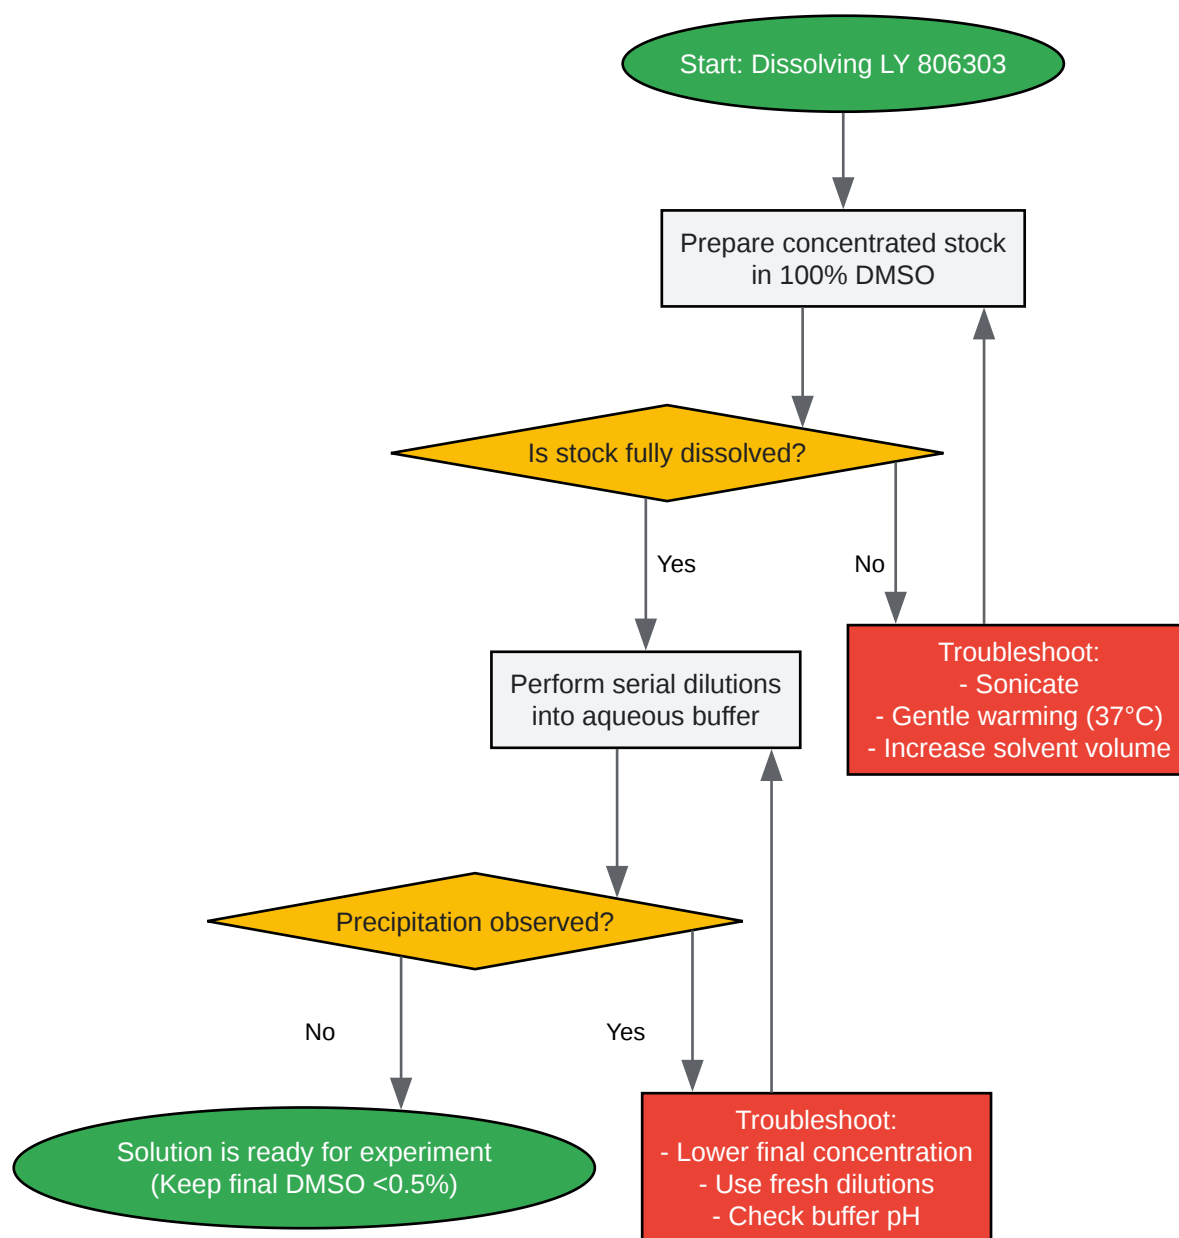 Start: Dissolving LY 806303
Prepare concentrated stock
in 100% DMSO
Is stock fully dissolved?
Yes
No
Troubleshoot:
- Sonicate
- Gentle warming (37°C)
- Increase solvent volume
Perform serial dilutions
into aqueous buffer
Precipitation observed?
No
Yes
Solution is ready for experiment
(Keep final DMSO <0.5%)
Troubleshoot:
- Lower final concentration
- Use fresh dilutions
- Check buffer pH